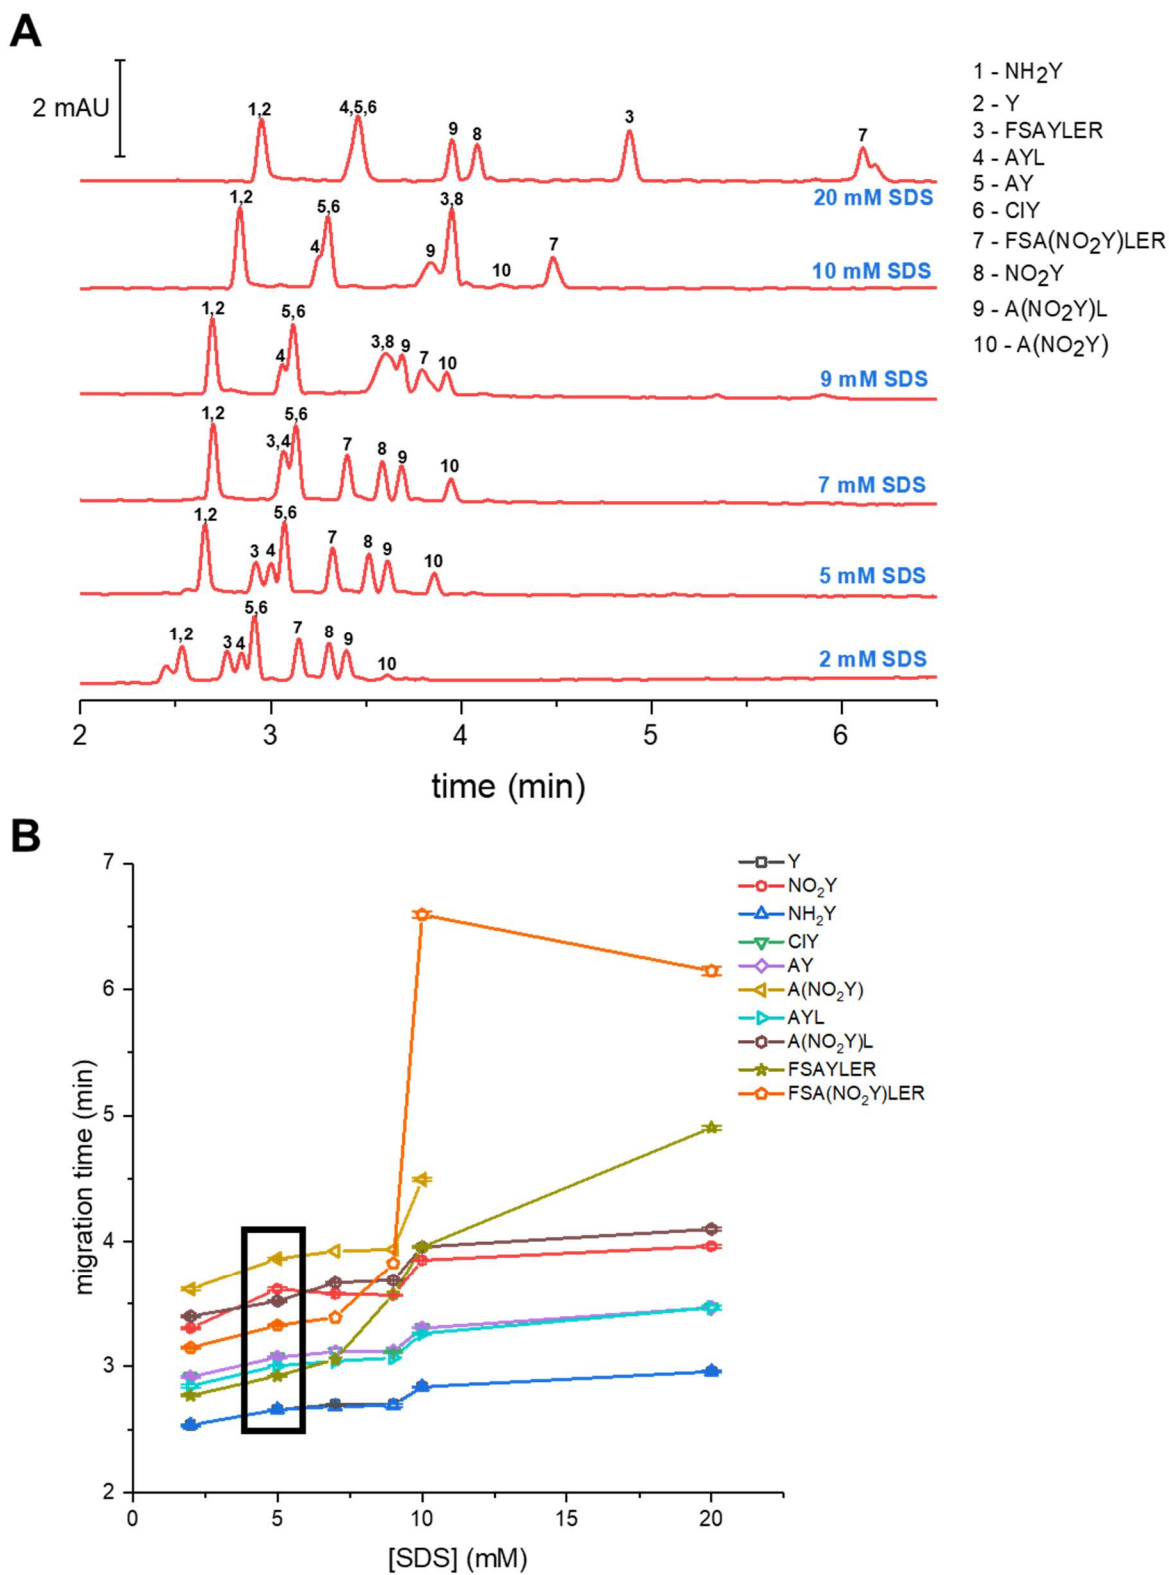 A
2 mAU
1,2
4,5,6
9
8
3
7
20 mM SDS
1,2
4
5,6
9
3,8
10
7
10 mM SDS
1,2
4
5,6
3,8
9
7
10
9 mM SDS
1,2
3,4
5,6
7
8
9
10
7 mM SDS
1,2
3
4
5,6
7
8
9
10
5 mM SDS
1,2
3
4
5,6
7
8
9
10
2 mM SDS
2
3
4
5
6
time (min)
1 - NH2Y
2 - Y
3 - FSAYLER
4 - AYL
5 - AY
6 - ClY
7 - FSA(NO2Y)LER
8 - NO2Y
9 - A(NO2Y)L
10 - A(NO2Y)
B
7
6
5
4
3
2
migration time (min)
0
5
10
15
20
[SDS] (mM)
Y
NO2Y
NH2Y
ClY
AY
A(NO2Y)
AYL
A(NO2Y)L
FSAYLER
FSA(NO2Y)LER